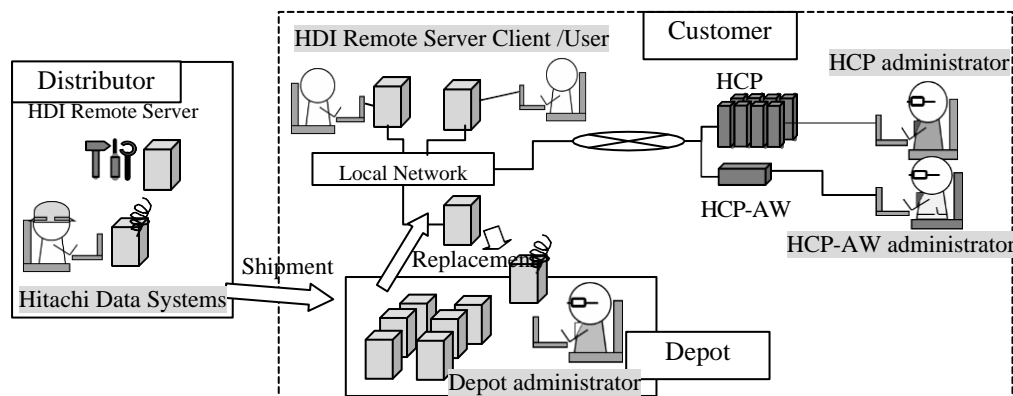 Distributor
HDI Remote Server
Hitachi Data Systems
Shipment
Customer
HDI Remote Server Client /User
HCP administrator
HCP
Local Network
HCP-AW
HCP-AW administrator
Replacement
Depot
Depot administrator